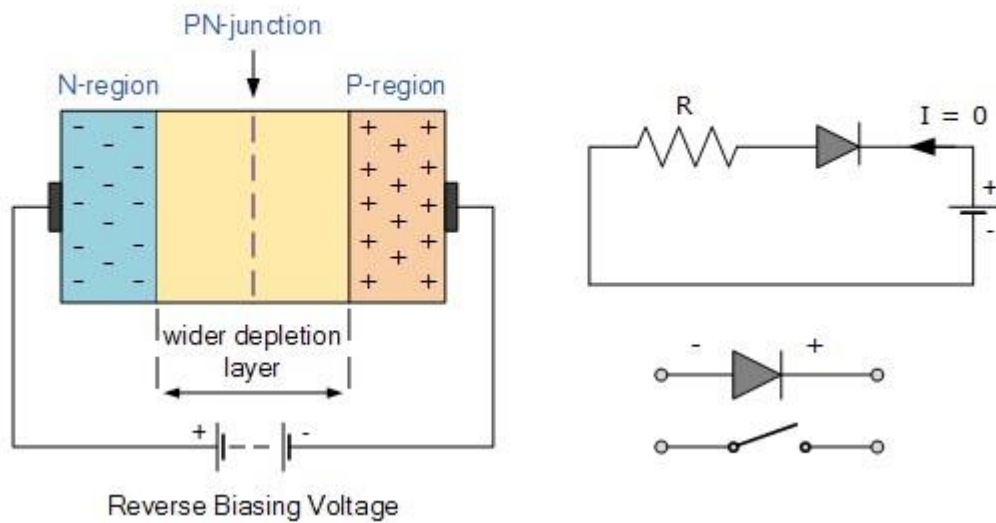 PN-junction
N-region
P-region
wider depletion
layer
+
-
Reverse Biasing Voltage
R
I = 0
+
-
- +